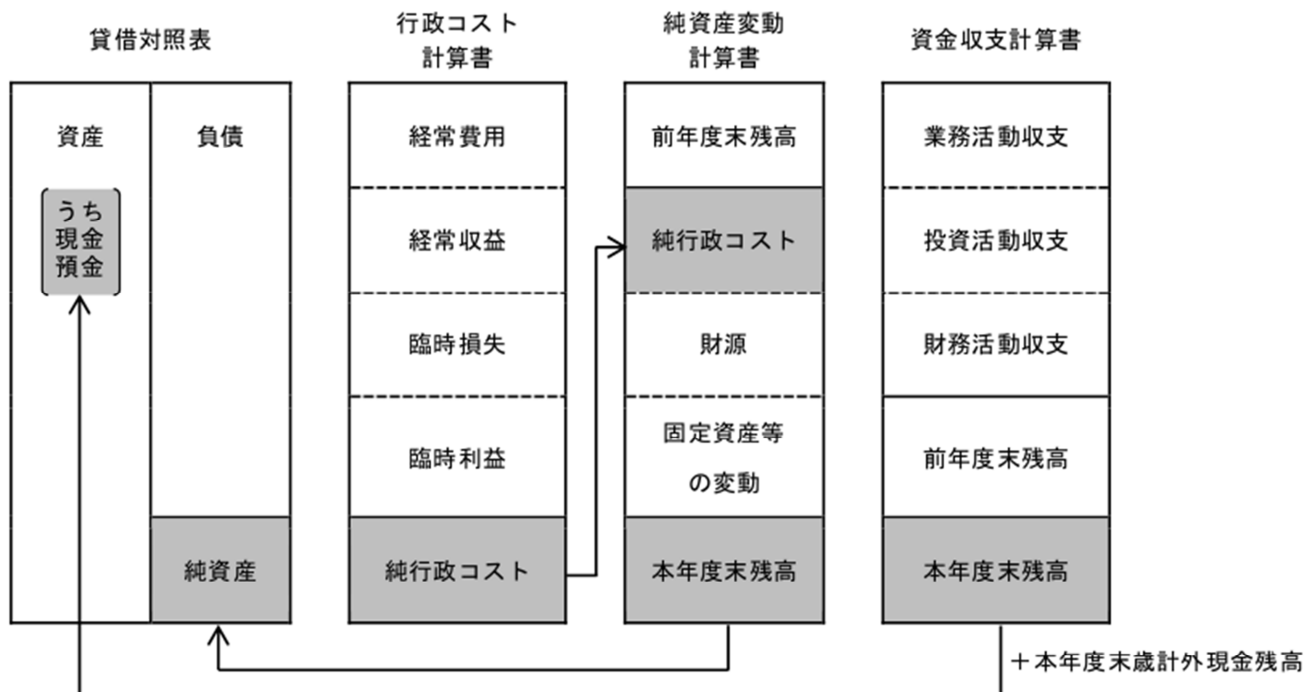 貸借対照表
資産
負債
うち
現金
預金
純資産
行政コスト
計算書
経常費用
経常収益
臨時損失
臨時利益
純行政コスト
純資産変動
計算書
前年度末残高
純行政コスト
財源
固定資産等
の変動
本年度末残高
資金収支計算書
業務活動収支
投資活動収支
財務活動収支
前年度末残高
本年度末残高
＋本年度末歳計外現金残高